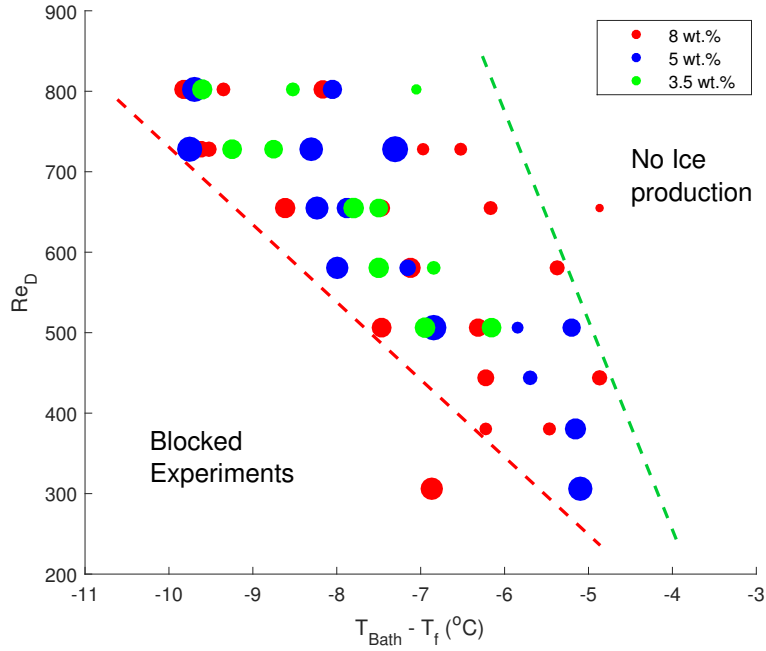 900
800
700
600
500
400
300
200
Re_D
-11 -10 -9 -8 -7 -6 -5 -4 -3
T_Bath - T_f (°C)
8 wt.%
5 wt.%
3.5 wt.%
No Ice
production
Blocked
Experiments